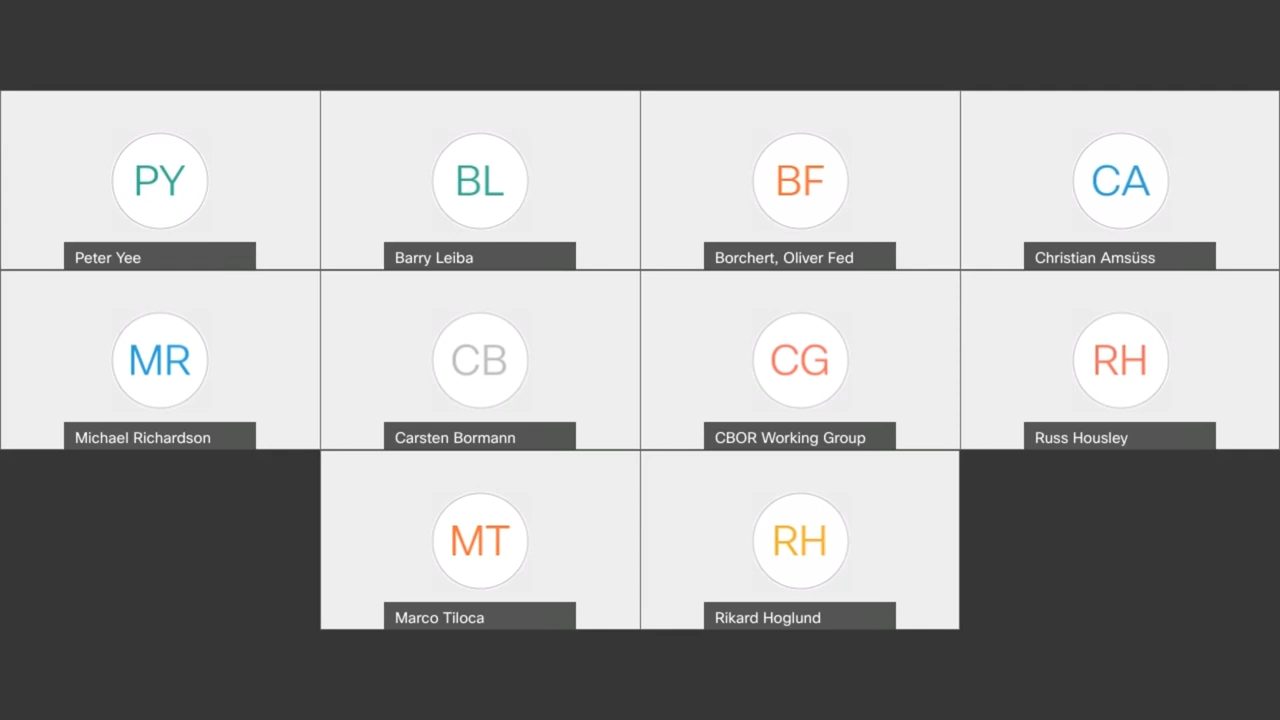 PY
Peter Yee
BL
Barry Leiba
BF
Borchert, Oliver Fed
CA
Christian Amsüss
MR
Michael Richardson
CB
Carsten Bormann
CG
CBOR Working Group
RH
Russ Housley
MT
Marco Tiloca
RH
Rikard Hoglund